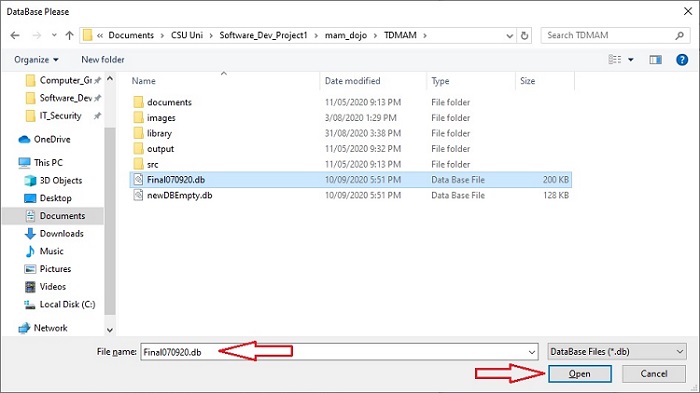 DataBase Please
Documents > CSU Uni > Software_Dev_Project1 > mam_dojo > TDMAM >
Search TDMAM
Organize
New folder
Computer_Gr
Software_Dev
IT_Security
OneDrive
This PC
3D Objects
Desktop
Documents
Downloads
Music
Pictures
Videos
Local Disk (C:)
Network
Name Date modified Type Size
documents 11/05/2020 9:13 PM File folder
images 3/08/2020 1:29 PM File folder
library 31/08/2020 3:38 PM File folder
output 11/05/2020 9:32 PM File folder
src 11/05/2020 9:13 PM File folder
Final070920.db 10/09/2020 5:51 PM Data Base File 200 KB
newDBEmpty.db 10/09/2020 5:51 PM Data Base File 128 KB
File name: Final070920.db
DataBase Files (*.db)
Open
Cancel